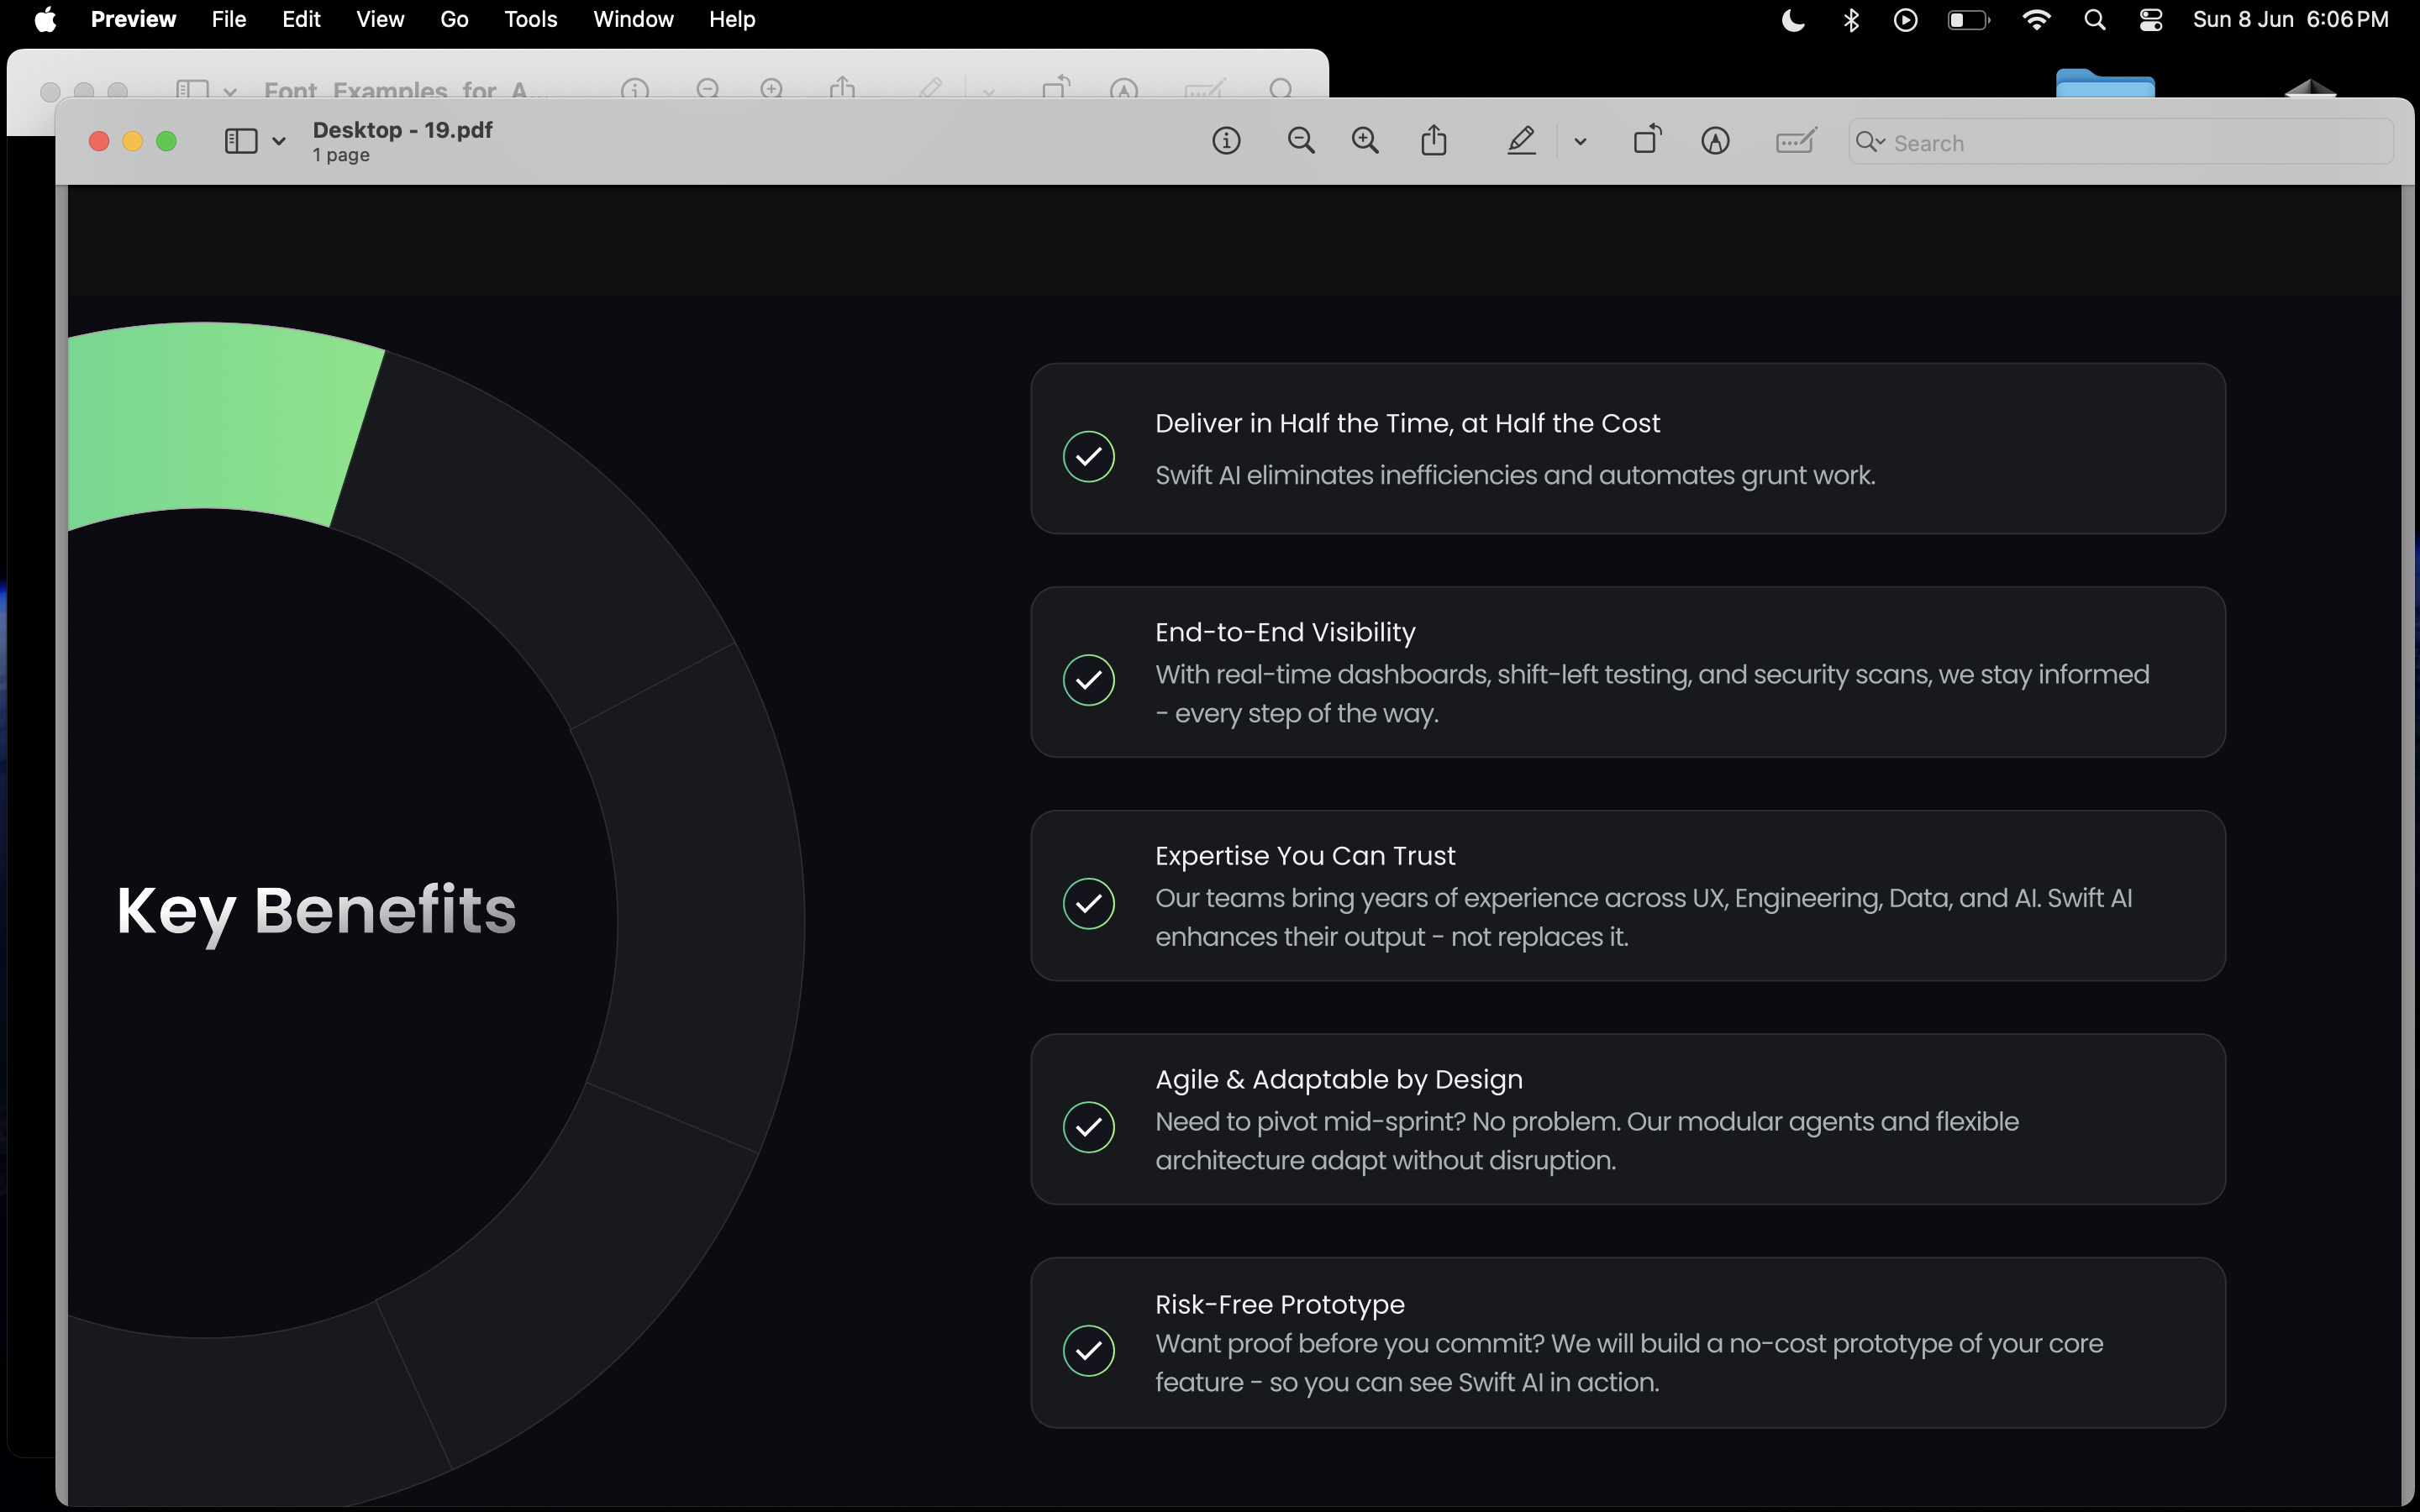 Preview File Edit View Go Tools Window Help
Sun 8 Jun 6:06 PM
Font_Examples_for_A...
Desktop - 19.pdf
1 page
Search
Key Benefits
Deliver in Half the Time, at Half the Cost
Swift AI eliminates inefficiencies and automates grunt work.
End-to-End Visibility
With real-time dashboards, shift-left testing, and security scans, we stay informed
- every step of the way.
Expertise You Can Trust
Our teams bring years of experience across UX, Engineering, Data, and AI. Swift AI
enhances their output - not replaces it.
Agile & Adaptable by Design
Need to pivot mid-sprint? No problem. Our modular agents and flexible
architecture adapt without disruption.
Risk-Free Prototype
Want proof before you commit? We will build a no-cost prototype of your core
feature - so you can see Swift AI in action.